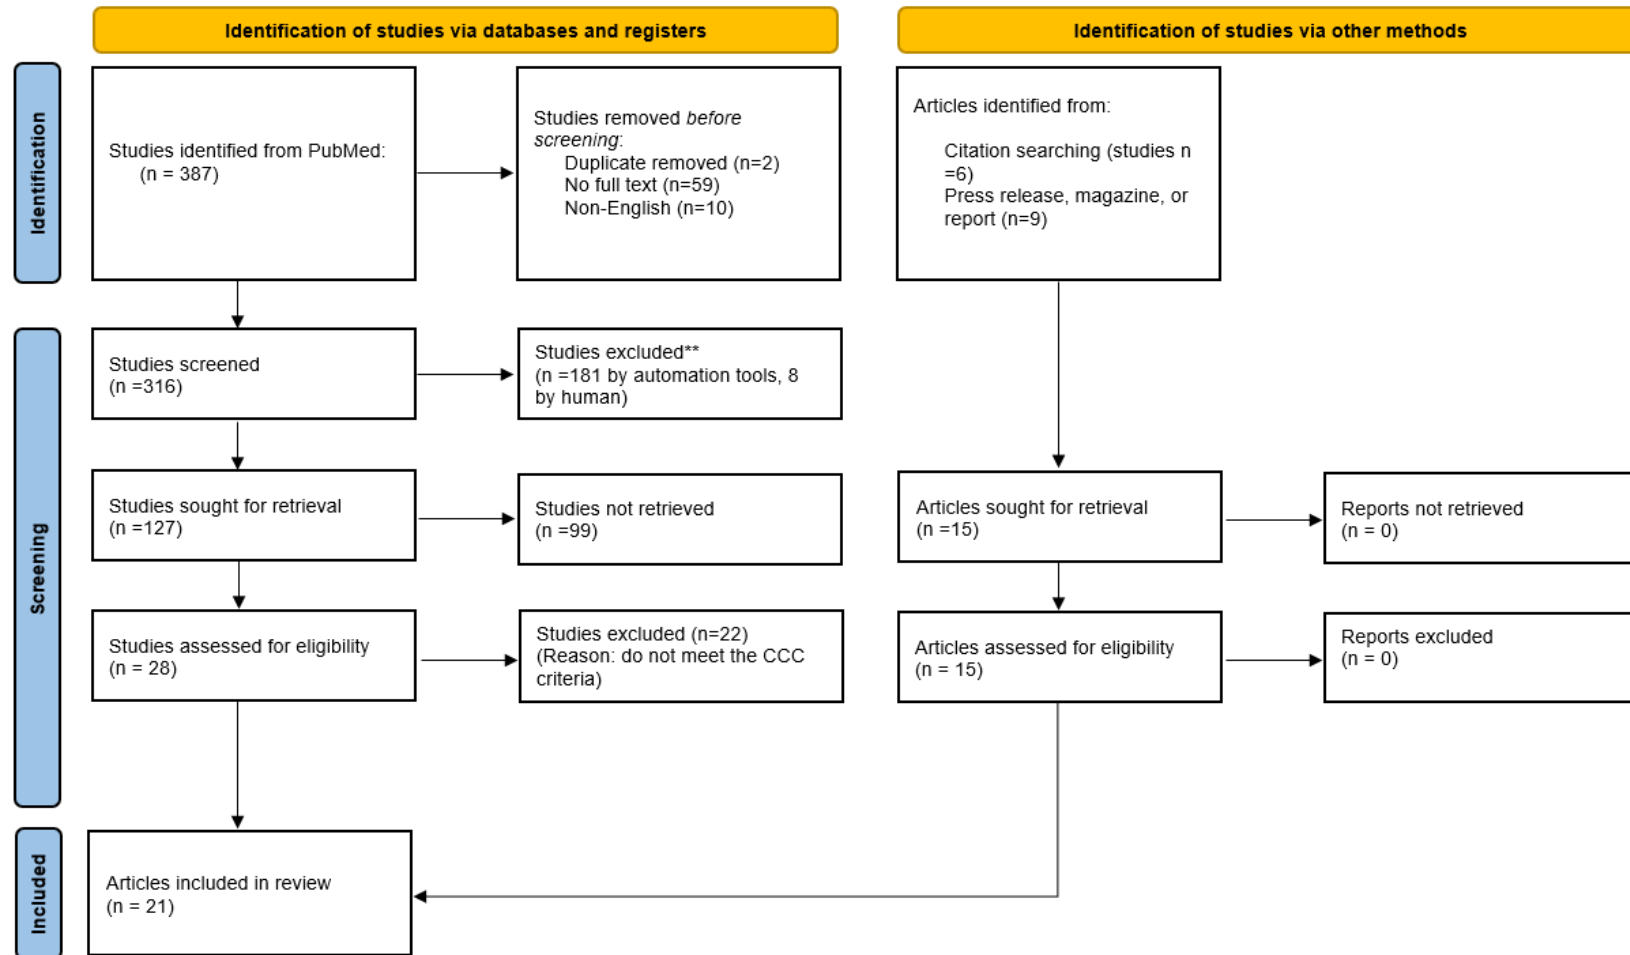 Identification of studies via databases and registers
Identification of studies via other methods
Identification
Studies identified from PubMed:
(n = 387)
Studies removed before
screening:
Duplicate removed (n=2)
No full text (n=59)
Non-English (n=10)
Articles identified from:
Citation searching (studies n
=6)
Press release, magazine, or
report (n=9)
Screening
Studies screened
(n =316)
Studies excluded**
(n =181 by automation tools, 8
by human)
Studies sought for retrieval
(n =127)
Studies not retrieved
(n =99)
Articles sought for retrieval
(n =15)
Reports not retrieved
(n = 0)
Studies assessed for eligibility
(n = 28)
Studies excluded (n=22)
(Reason: do not meet the CCC
criteria)
Articles assessed for eligibility
(n = 15)
Reports excluded
(n = 0)
Included
Articles included in review
(n = 21)